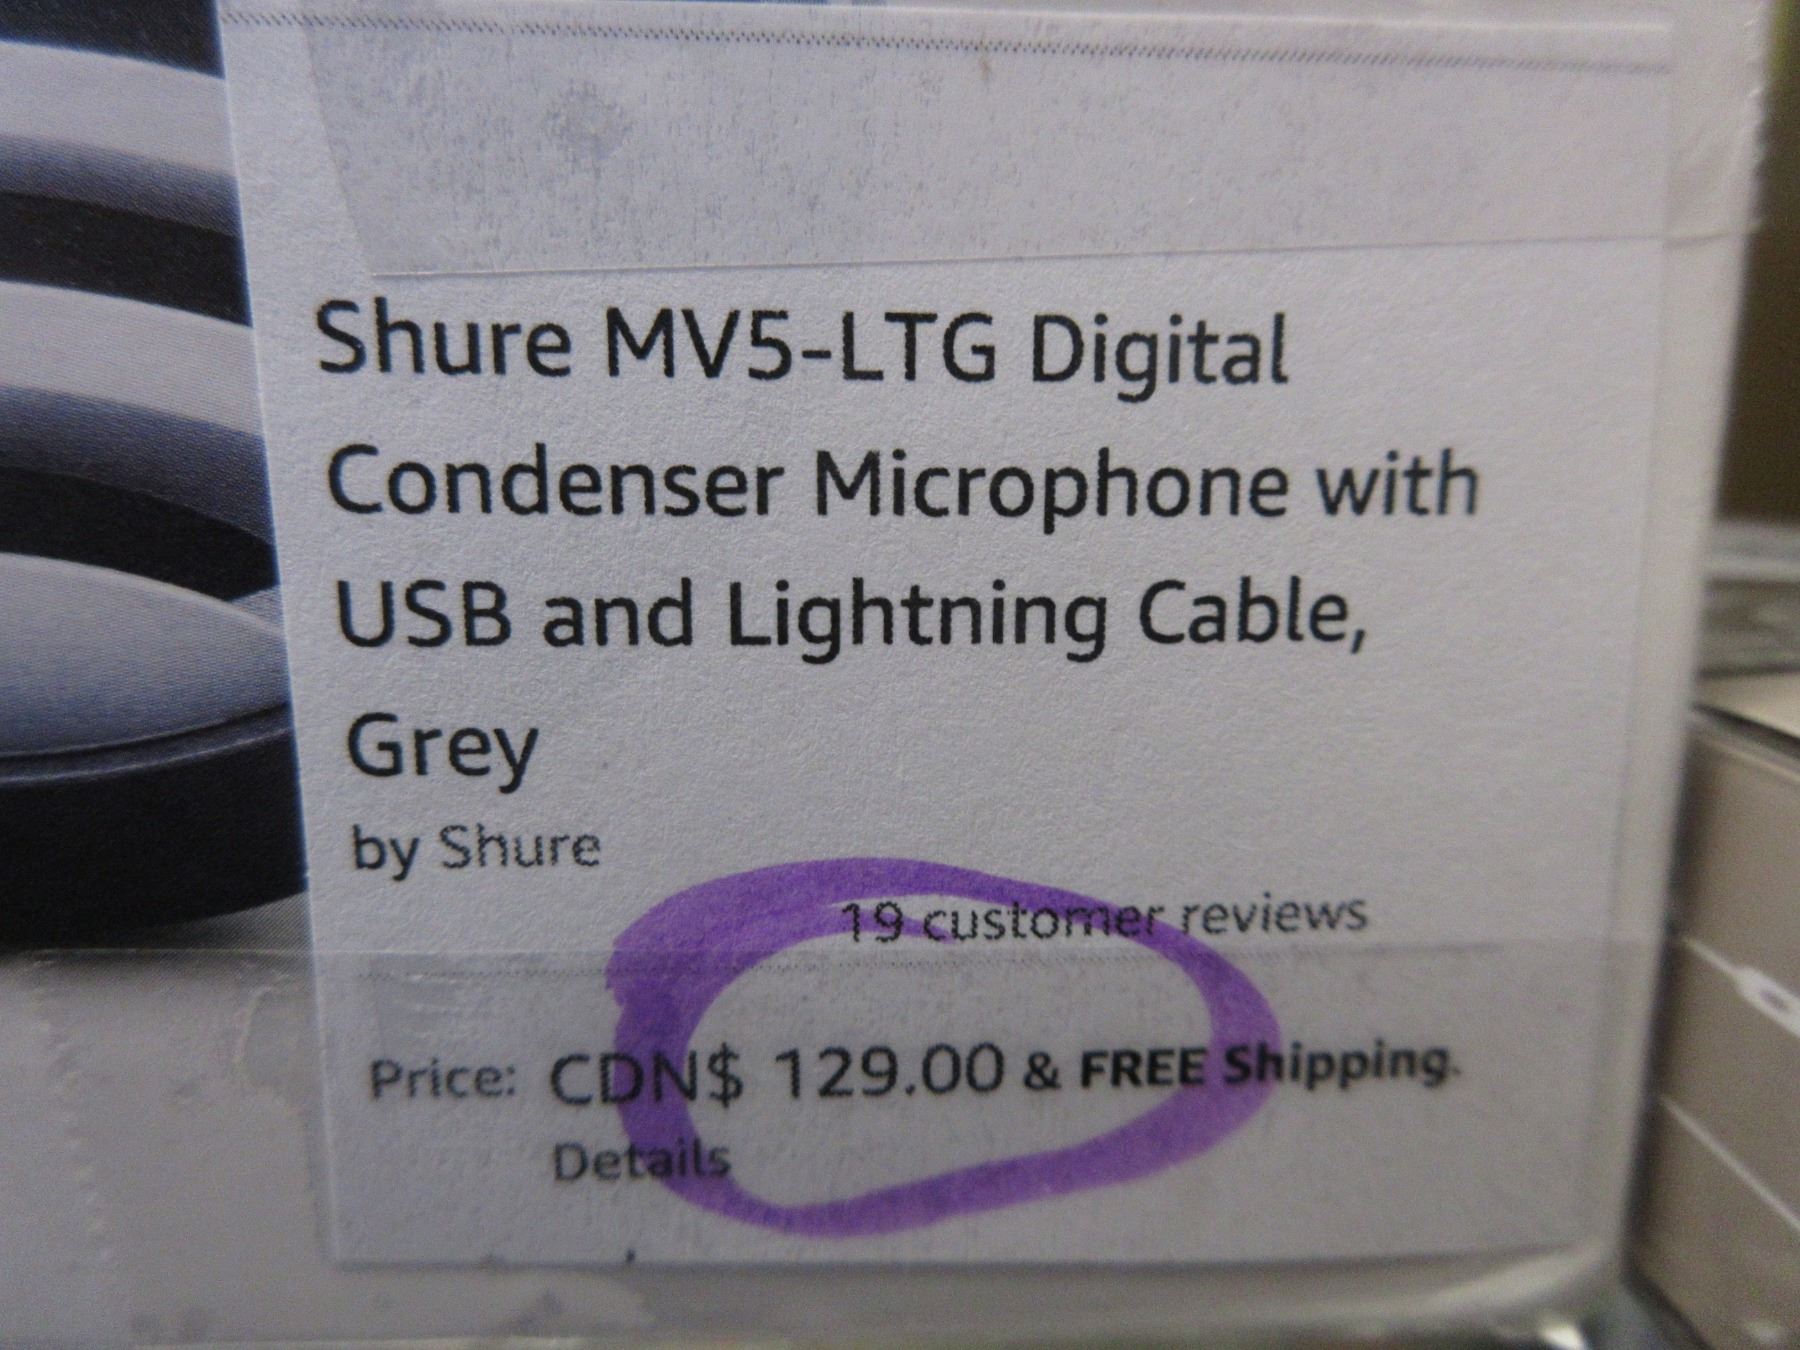 Shure MV5-LTG Digital
Condenser Microphone with
USB and Lightning Cable,
Grey
by Shure
19 customer reviews
Price: CDN$ 129.00 & FREE Shipping.
Details